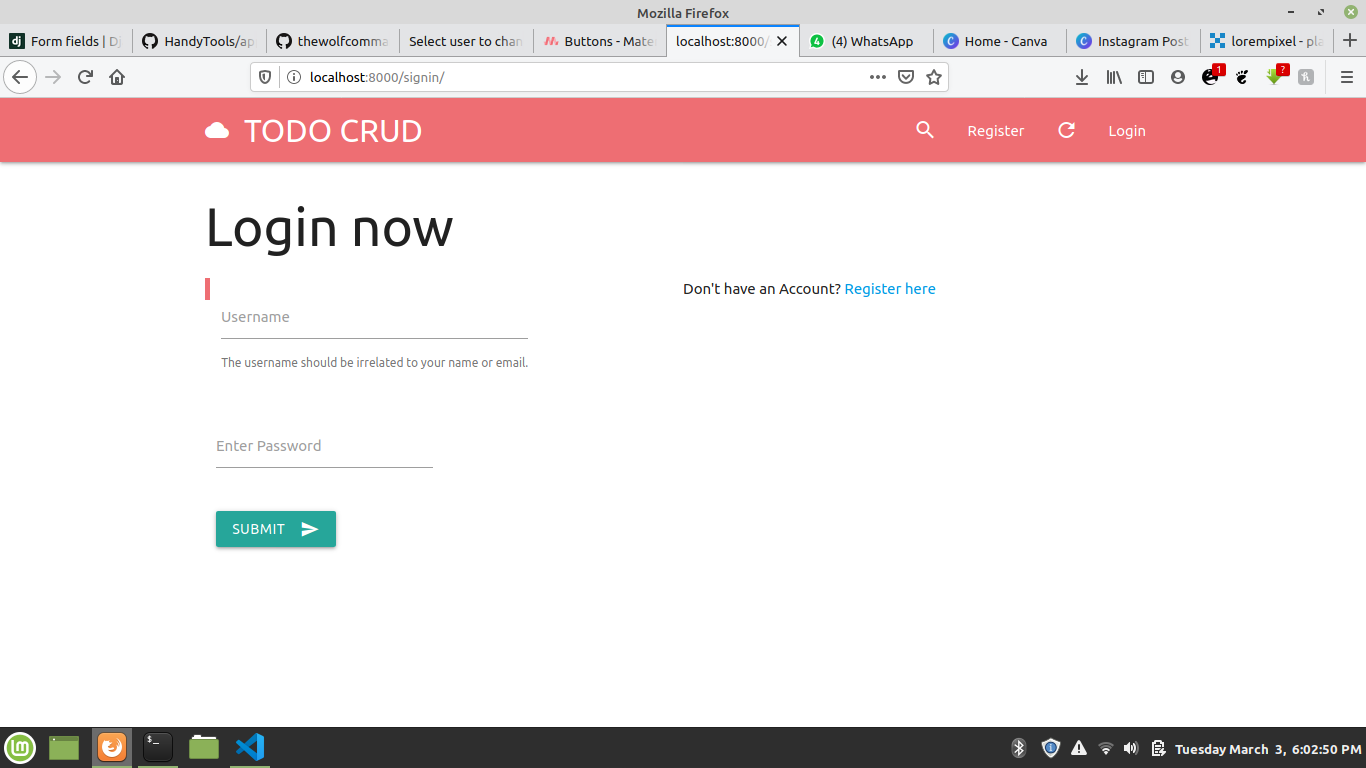 Mozilla Firefox
Form fields | Dj
HandyTools/ap
thewolfcomma
Select user to chan
Buttons - Mate
localhost:8000/
(4) WhatsApp
Home - Canva
Instagram Post
lorempixel - pla
localhost:8000/signin/
1
?
TODO CRUD
Register
Login
Login now
Don't have an Account? Register here
Username
The username should be irrelated to your name or email.
Enter Password
SUBMIT
Tuesday March 3, 6:02:50 PM